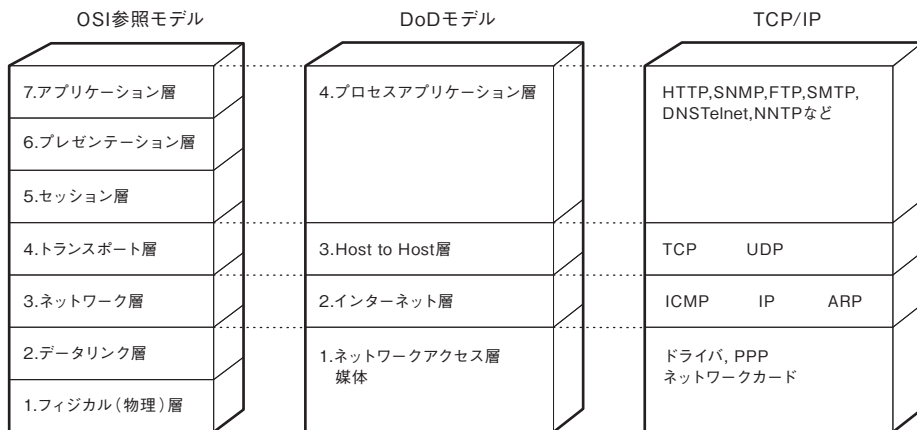 OSI参照モデル
DoDモデル
TCP/IP
7.アプリケーション層
6.プレゼンテーション層
5.セッション層
4.トランスポート層
3.ネットワーク層
2.データリンク層
1.フィジカル(物理)層
4.プロセスアプリケーション層
3.Host to Host層
2.インターネット層
1.ネットワークアクセス層
媒体
HTTP,SNMP,FTP,SMTP,
DNSTelnet,NNTPなど
TCP UDP
ICMP IP ARP
ドライバ, PPP
ネットワークカード